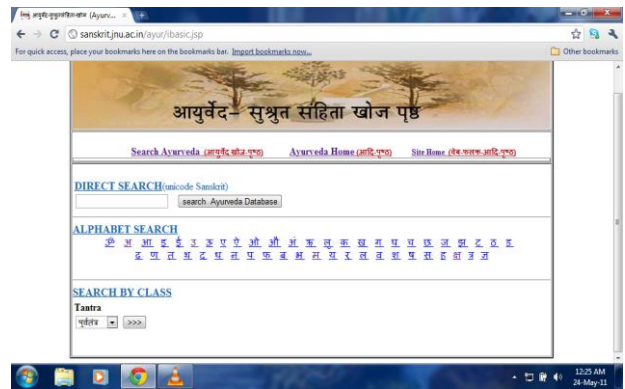 आयुर्वेद-सुश्रुतसंहिता-खोज (Ayurv...
sanskrit.jnu.ac.in/ayur/ibasic.jsp
For quick access, place your bookmarks here on the bookmarks bar. Import bookmarks now...
Other bookmarks
आयुर्वेद– सुश्रुत संहिता खोज पृष्ठ
Search Ayurveda (आयुर्वेद खोज-पृष्ठ) Ayurveda Home (आदि-पृष्ठ) Site Home (वेब-फलक-आदि-पृष्ठ)
DIRECT SEARCH(unicode Sanskrit)
search Ayurveda Database
ALPHABET SEARCH
ॐ अ आ इ ई उ ऊ ए ऐ ओ औ अं ऋ लृ क ख ग घ च छ ज झ ट ठ ड
ढ ण त थ द ध न प फ ब भ म य र ल व श ष स ह क्ष त्र ज्ञ
SEARCH BY CLASS
Tantra
पूर्वतंत्र >>>
12:25 AM
24-May-11